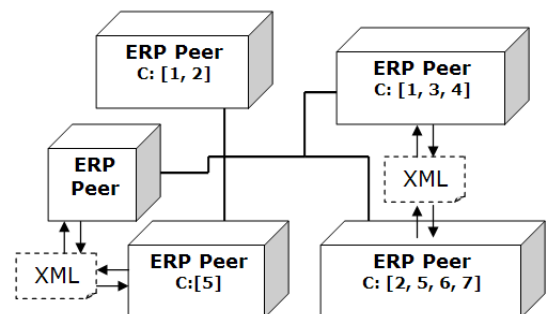 ERP Peer
C: [1, 2]
ERP Peer
C: [1, 3, 4]
ERP
Peer
XML
XML
ERP Peer
C:[5]
ERP Peer
C: [2, 5, 6, 7]